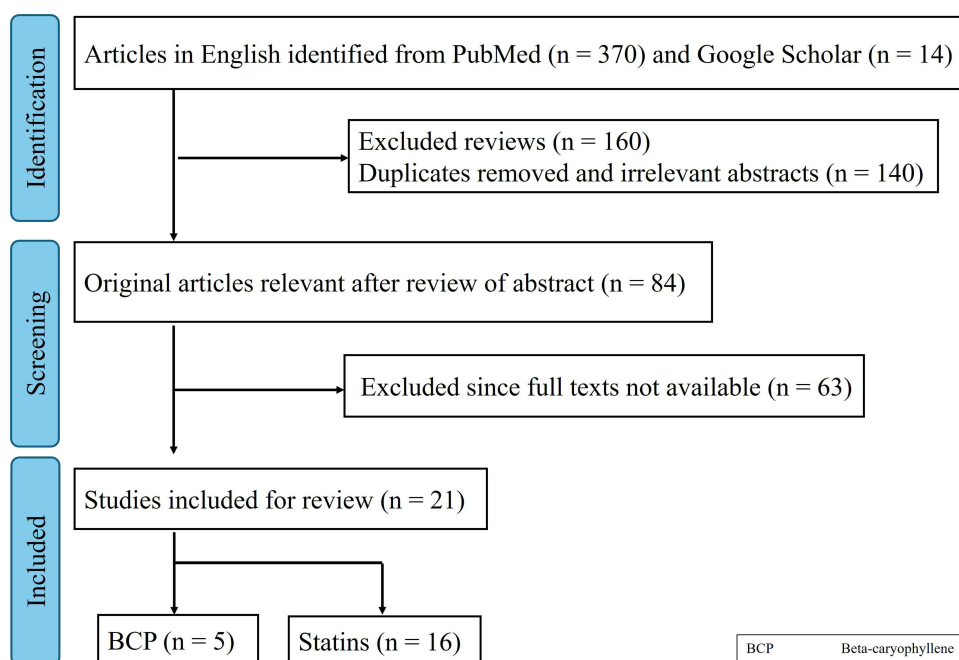 Identification
Articles in English identified from PubMed (n = 370) and Google Scholar (n = 14)
Excluded reviews (n = 160)
Duplicates removed and irrelevant abstracts (n = 140)
Screening
Original articles relevant after review of abstract (n = 84)
Excluded since full texts not available (n = 63)
Included
Studies included for review (n = 21)
BCP (n = 5)
Statins (n = 16)
BCP Beta-caryophyllene